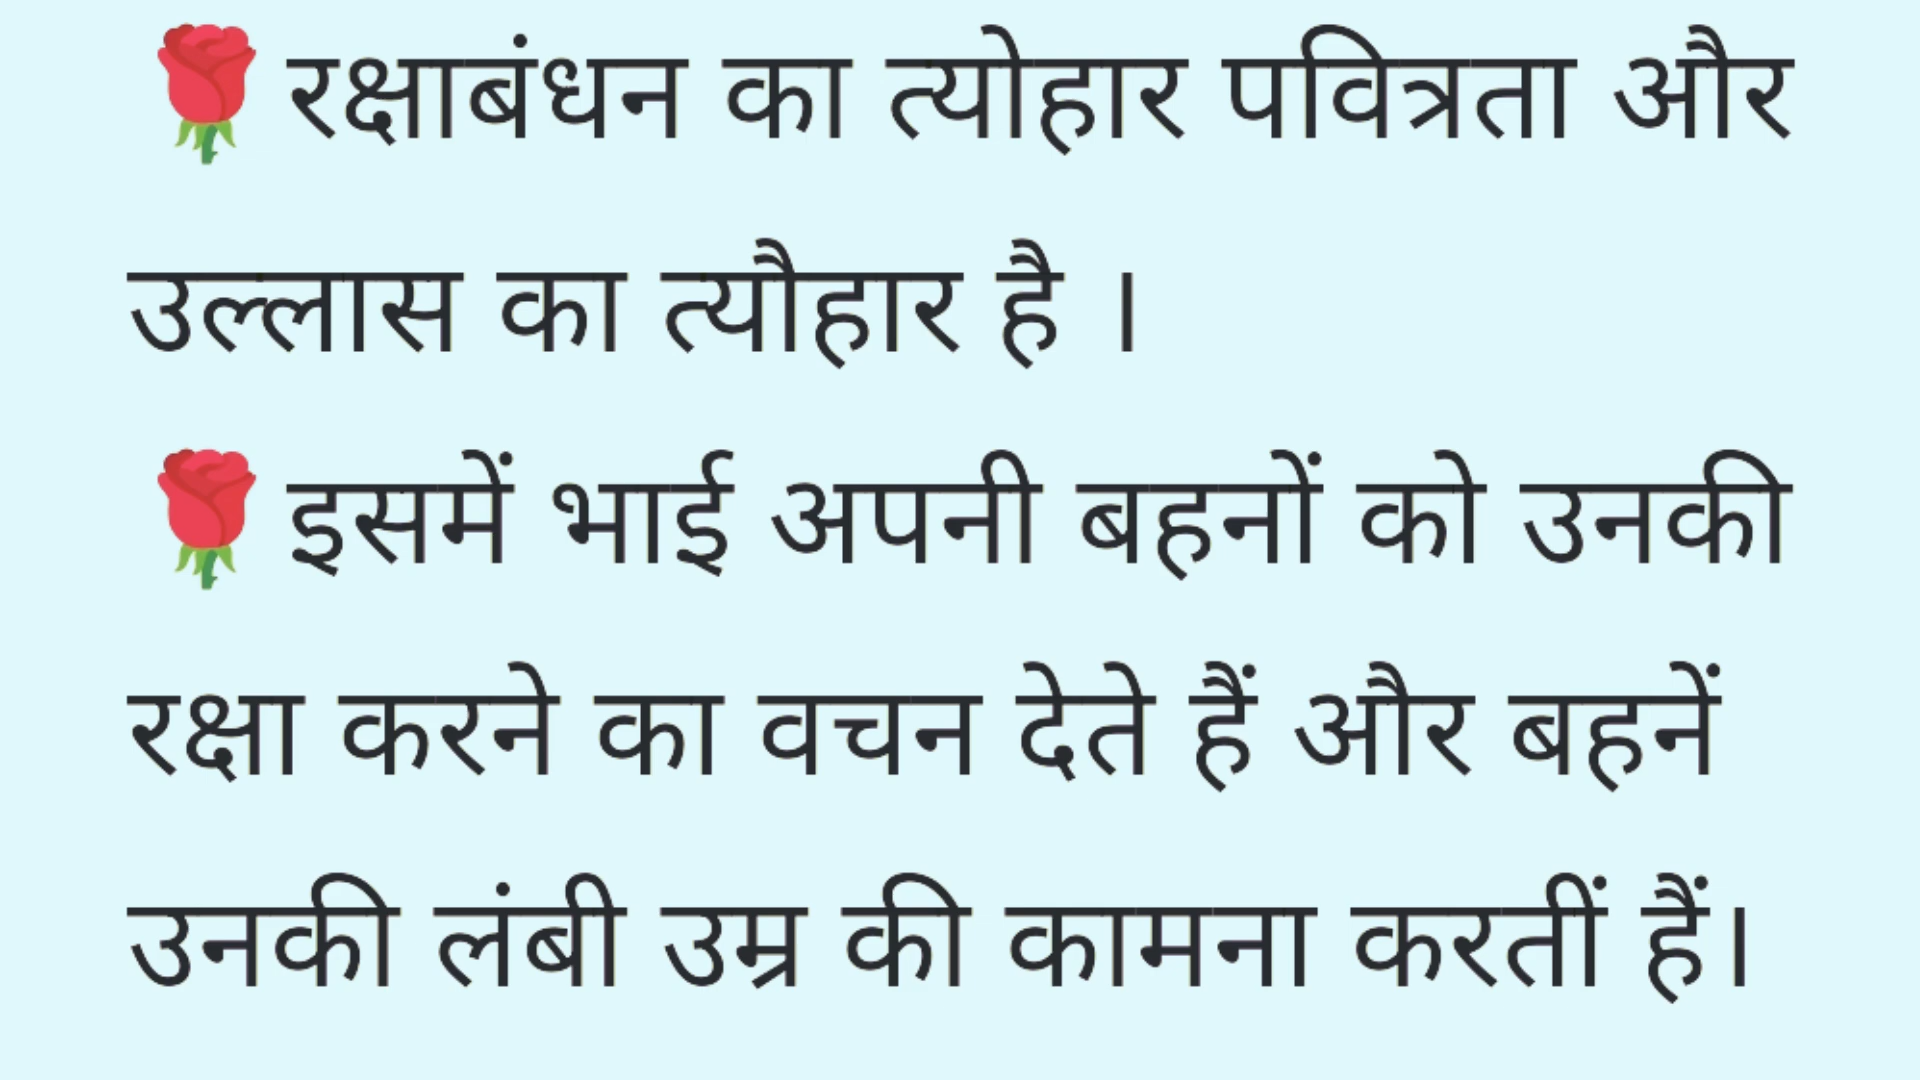 🌹रक्षाबंधन का त्योहार पवित्रता और
उल्लास का त्यौहार है ।
🌹इसमें भाई अपनी बहनों को उनकी
रक्षा करने का वचन देते हैं और बहनें
उनकी लंबी उम्र की कामना करतीं हैं।